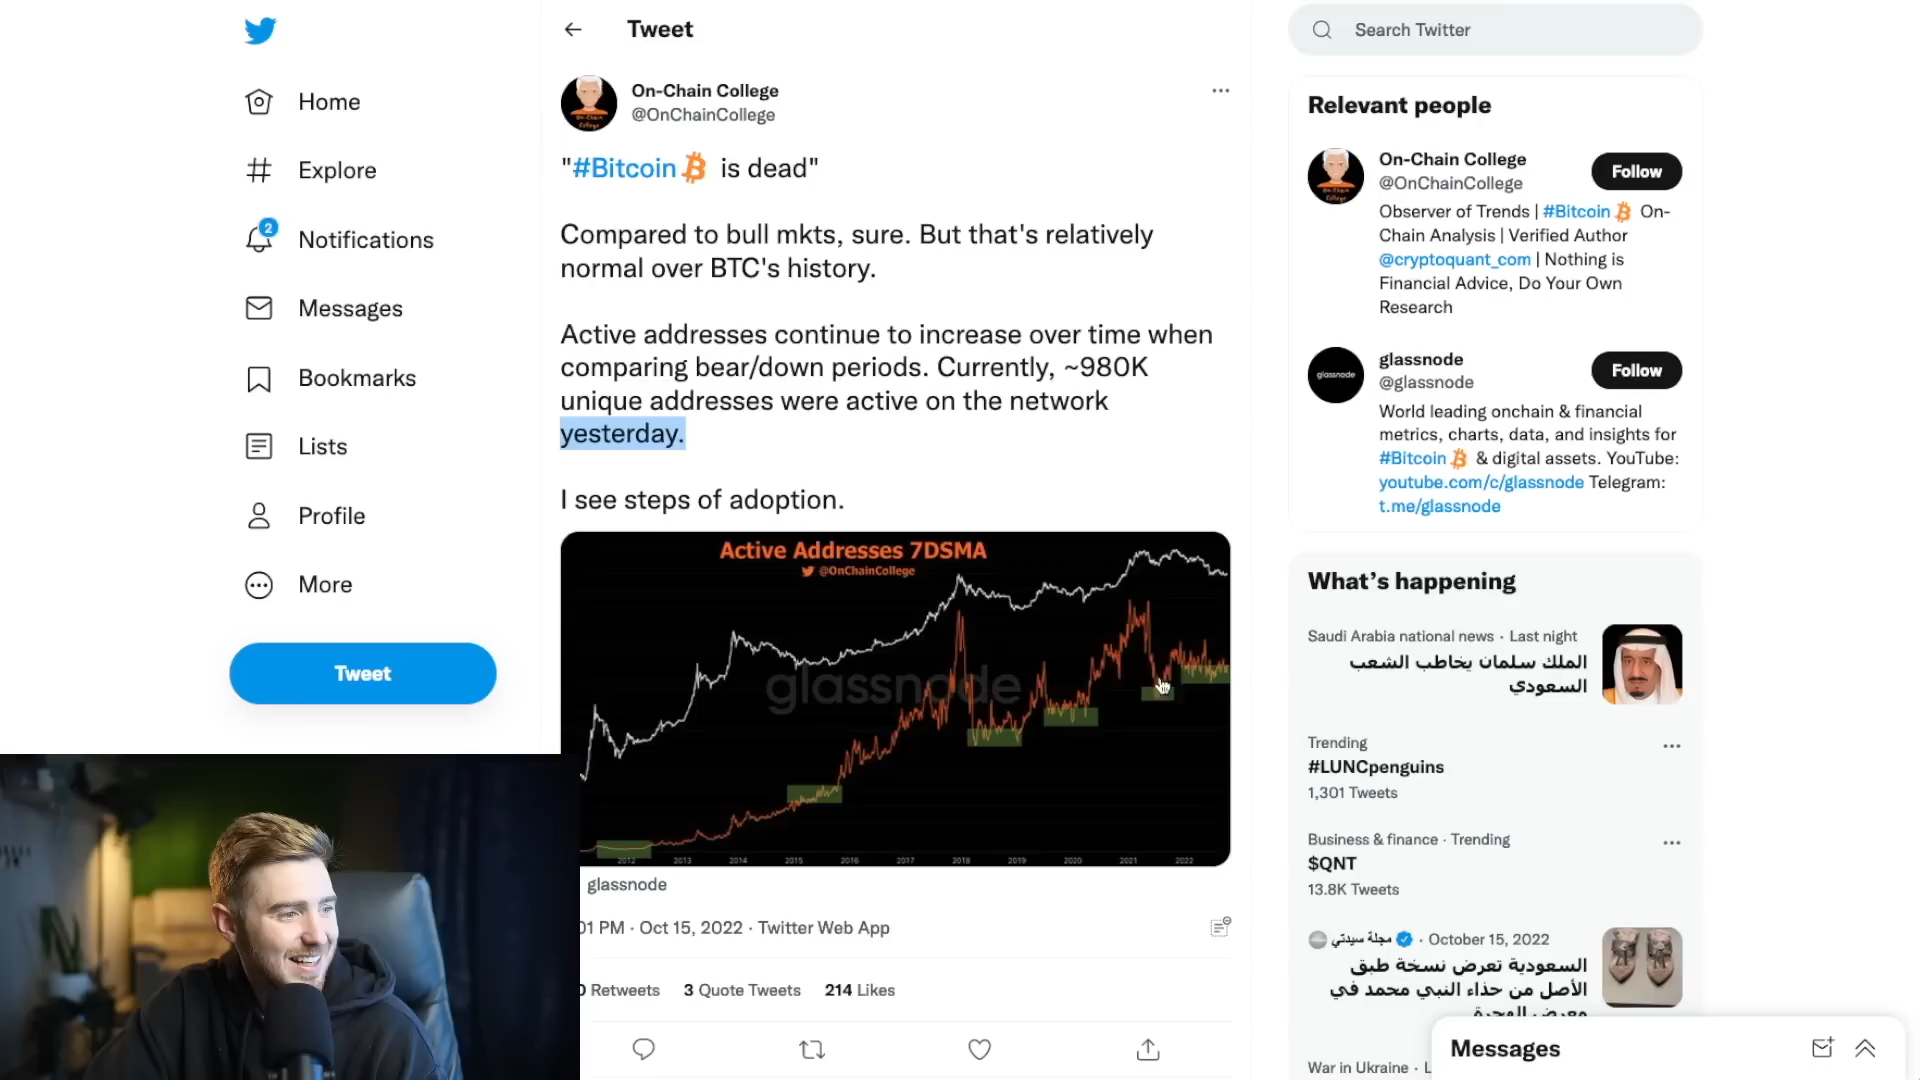 Home
Explore
2
Notifications
Messages
Bookmarks
Lists
Profile
More
Tweet
Tweet
On-Chain College
@OnChainCollege
"#Bitcoin is dead"
Compared to bull mkts, sure. But that's relatively
normal over BTC's history.
Active addresses continue to increase over time when
comparing bear/down periods. Currently, ~980K
unique addresses were active on the network
yesterday.
I see steps of adoption.
Active Addresses 7DSMA
@OnChainCollege
glassnode
2012 2013 2014 2015 2016 2017 2018 2019 2020 2021 2022
glassnode
01 PM · Oct 15, 2022 · Twitter Web App
Retweets 3 Quote Tweets 214 Likes
Search Twitter
Relevant people
On-Chain College
@OnChainCollege
Follow
Observer of Trends | #Bitcoin On-
Chain Analysis | Verified Author
@cryptoquant_com | Nothing is
Financial Advice, Do Your Own
Research
glassnode
glassnode
@glassnode
Follow
World leading onchain & financial
metrics, charts, data, and insights for
#Bitcoin & digital assets. YouTube:
youtube.com/c/glassnode Telegram:
t.me/glassnode
What's happening
Saudi Arabia national news · Last night
الملك سلمان يخاطب الشعب
السعودي
Trending
#LUNCpenguins
1,301 Tweets
Business & finance · Trending
$QNT
13.8K Tweets
مجلة سيدتي · October 15, 2022
السعودية تعرض نسخة طبق
الأصل من حذاء النبي محمد في
معرض الهجرة
Messages
War in Ukraine · L